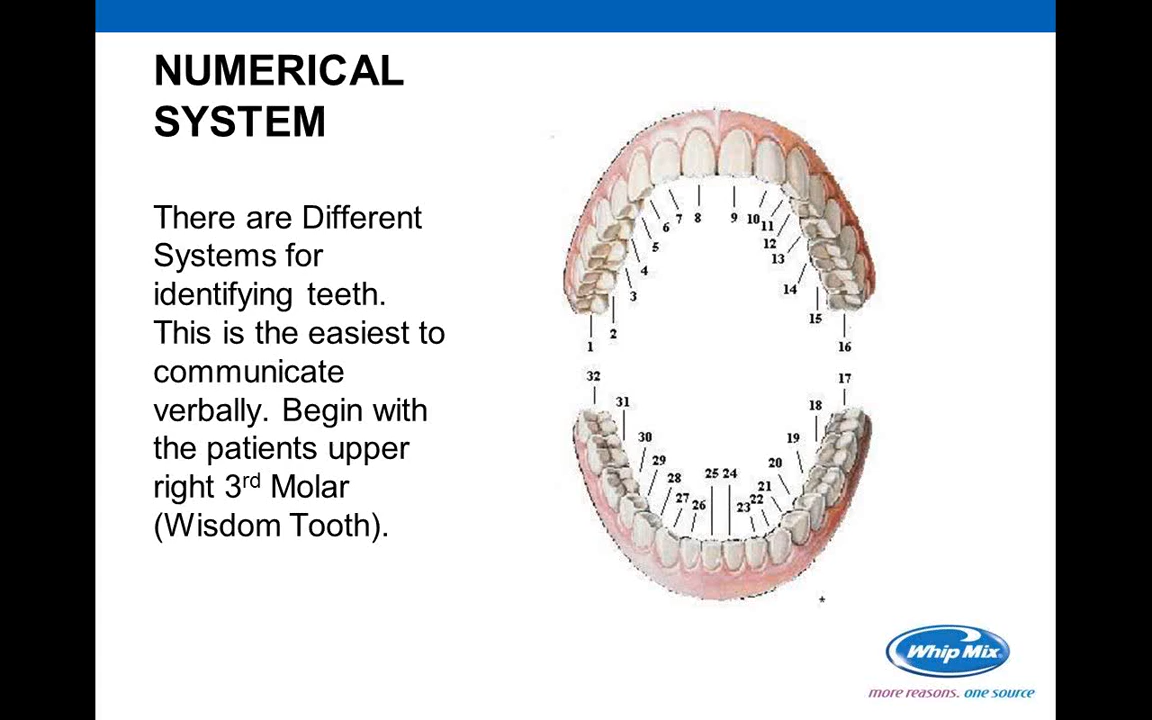 NUMERICAL
SYSTEM
There are Different
Systems for
identifying teeth.
This is the easiest to
communicate
verbally. Begin with
the patients upper
right 3rd Molar
(Wisdom Tooth).
1
2
3
4
5
6
7
8
9
10
11
12
13
14
15
16
17
18
19
20
21
22
23
24
25
26
27
28
29
30
31
32
*
Whip Mix
more reasons. one source